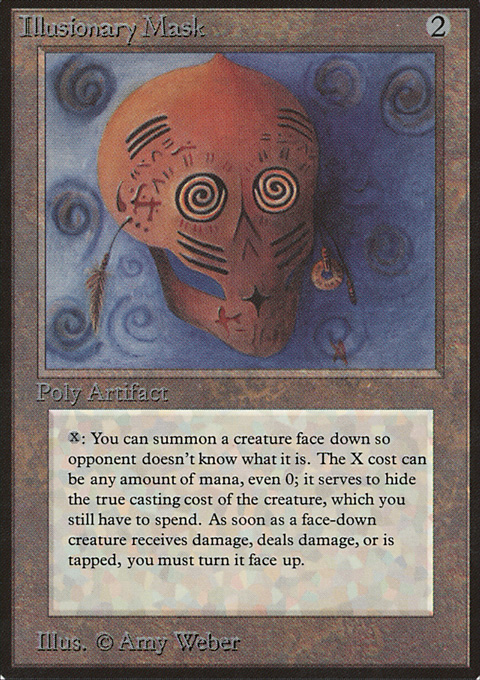 Illusionary Mask 2
Poly Artifact
X: You can summon a creature face down so
opponent doesn't know what it is. The X cost can
be any amount of mana, even 0; it serves to hide
the true casting cost of the creature, which you
still have to spend. As soon as a face-down
creature receives damage, deals damage, or is
tapped, you must turn it face up.
Illus. © Amy Weber